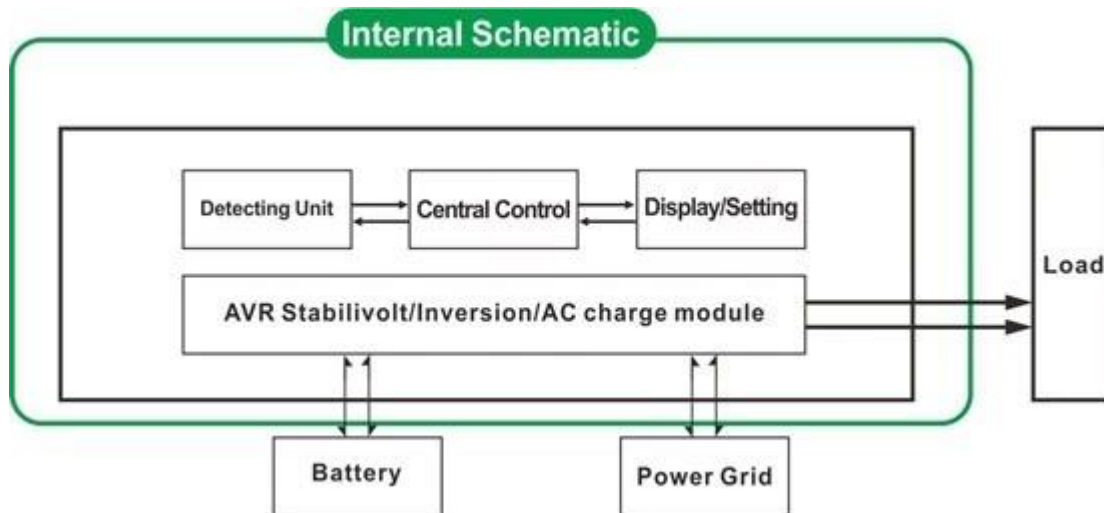 Internal Schematic
Detecting Unit
Central Control
Display/Setting
Load
AVR Stabilivolt/Inversion/AC charge module
Battery
Power Grid